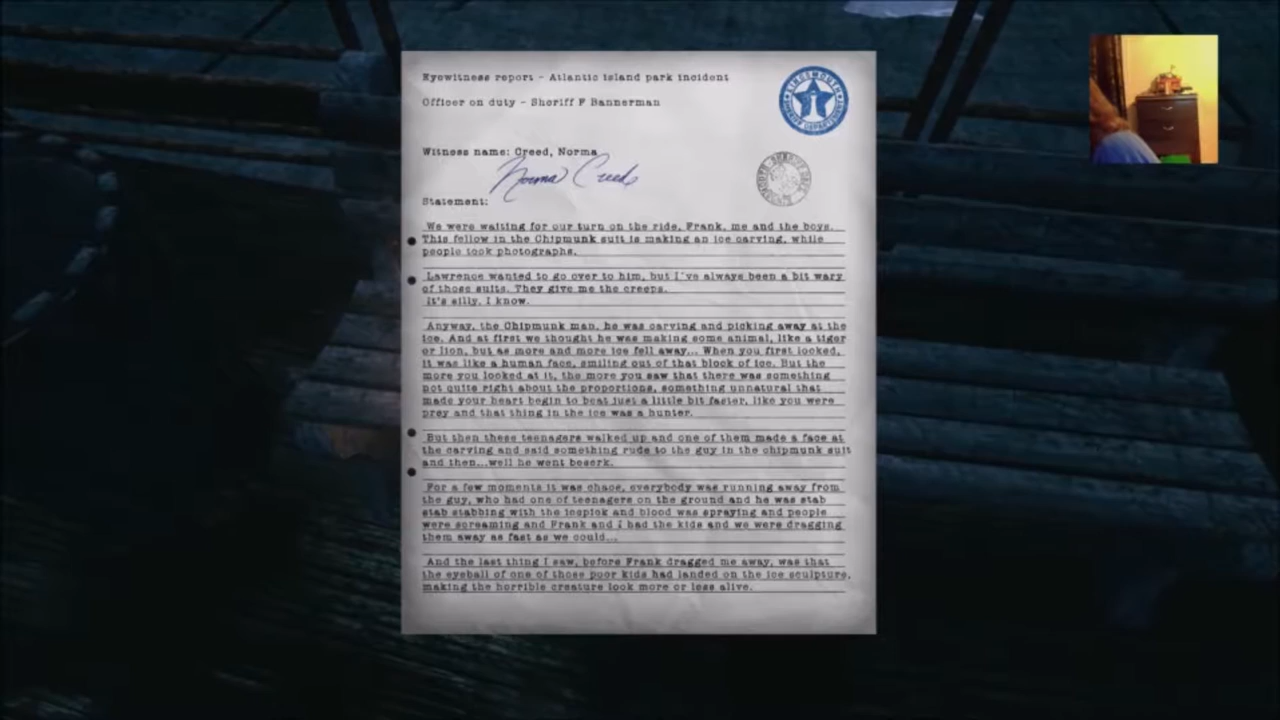 Eyewitness report - Atlantic island park incident
Officer on duty - Sheriff F Bannerman
Witness name: Creed, Norma
Norma Creed
Statement:
We were waiting for our turn on the ride, Frank, me and the boys.
This fellow in the Chipmunk suit is making an ice carving, while
people took photographs.
Lawrence wanted to go over to him, but I've always been a bit wary
of those suits. They give me the creeps.
It's silly, I know.
Anyway, the Chipmunk man, he was carving and picking away at the
ice. And at first we thought he was making some animal, like a tiger
or lion, but as more and more ice fell away... When you first looked,
it was like a human face, smiling out of that block of ice. But the
more you looked at it, the more you saw that there was something
not quite right about the proportions, something unnatural that
made your heart begin to beat just a little bit faster, like you were
prey and that thing in the ice was a hunter.
But then these teenagers walked up and one of them made a face at
the carving and said something rude to the guy in the chipmunk suit
and then...well he went beserk.
For a few moments it was chaos, everybody was running away from
the guy, who had one of teenagers on the ground and he was stab
stab stabbing with the icepick and blood was spraying and people
were screaming and Frank and I had the kids and we were dragging
them away as fast as we could...
And the last thing I saw, before Frank dragged me away, was that
the eyeball of one of those poor kids had landed on the ice sculpture,
making the horrible creature look more or less alive.